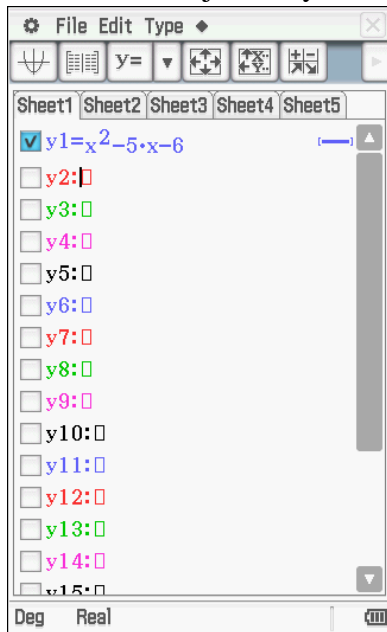 File Edit Type ◆
Y=
Sheet1 Sheet2 Sheet3 Sheet4 Sheet5
y1=x²-5·x-6
y2:
y3:
y4:
y5:
y6:
y7:
y8:
y9:
y10:
y11:
y12:
y13:
y14:
y15:
Deg Real